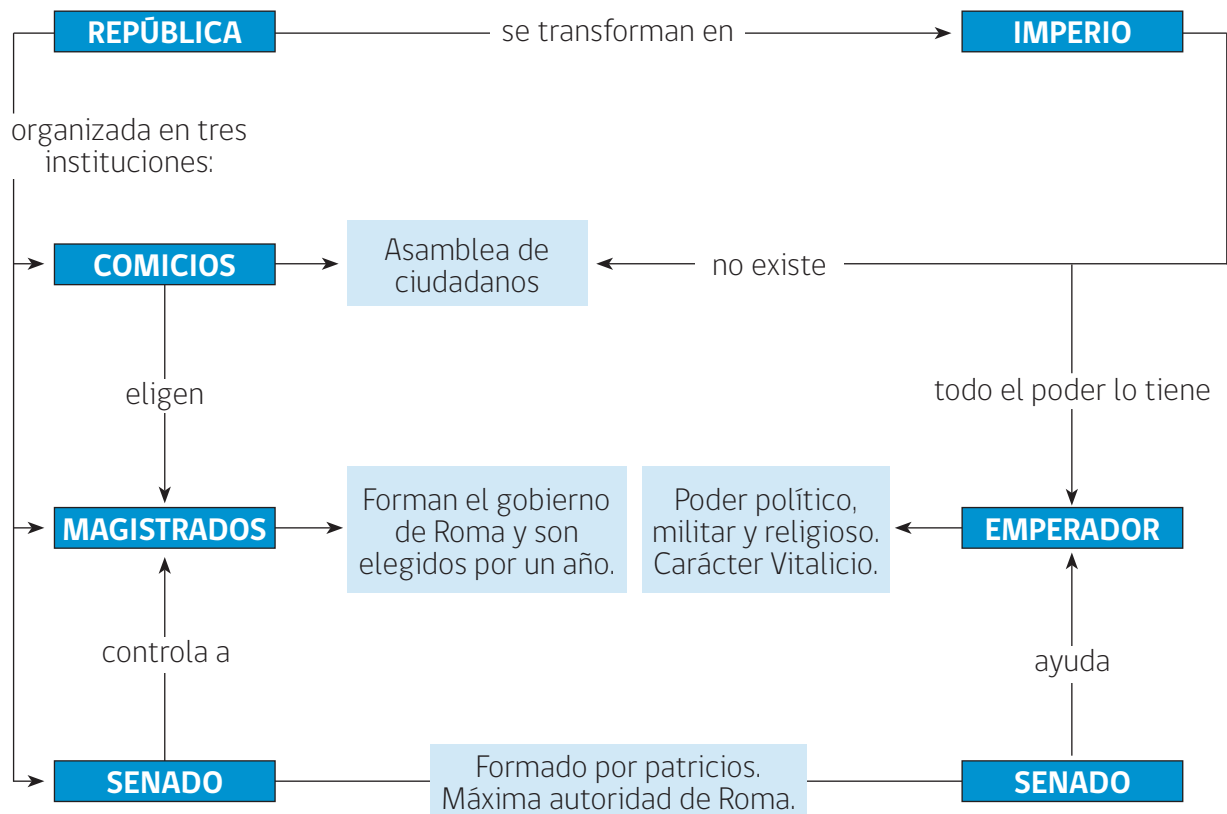 REPÚBLICA
se transforman en
IMPERIO
organizada en tres
instituciones:
COMICIOS
Asamblea de
ciudadanos
no existe
eligen
todo el poder lo tiene
MAGISTRADOS
Forman el gobierno
de Roma y son
elegidos por un año.
Poder político,
militar y religioso.
Carácter Vitalicio.
EMPERADOR
controla a
ayuda
SENADO
Formado por patricios.
Máxima autoridad de Roma.
SENADO